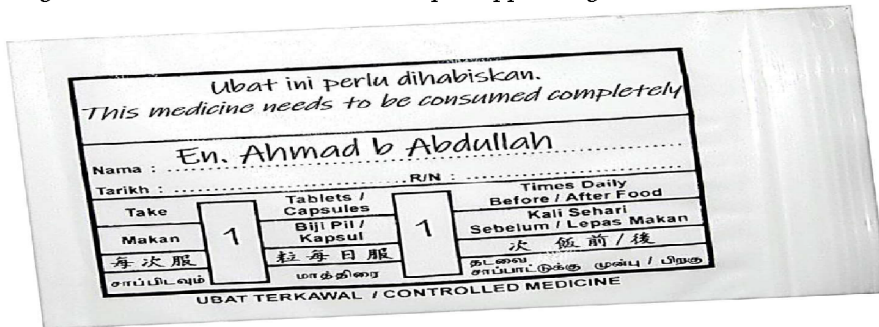 Ubat ini perlu dihabiskan.
This medicine needs to be consumed completely
Nama : En. Ahmad b Abdullah
Tarikh : R/N :
Take 1 Tablets / Capsules 1 Times Daily Before / After Food
Makan Biji Pil / Kapsul Kali Sehari Sebelum / Lepas Makan
每次服 粒每日服 次 飯前/後
சாப்பிடவும் மாத்திரை தடவை சாப்பாட்டுக்கு முன்பு / பிறகு
UBAT TERKAWAL / CONTROLLED MEDICINE